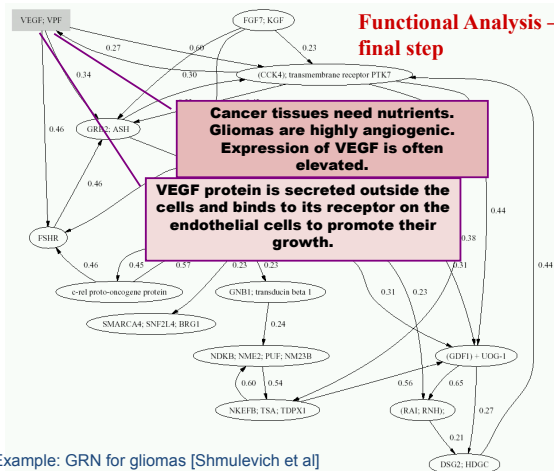 VEGF; VPF
FGF7; KGF
Functional Analysis –
final step
0.27
0.60
0.23
0.34
0.30
(CCK4); transmembrane receptor PTK7
GRB2; ASH
Cancer tissues need nutrients.
Gliomas are highly angiogenic.
Expression of VEGF is often
elevated.
0.46
0.46
VEGF protein is secreted outside the
cells and binds to its receptor on the
endothelial cells to promote their
growth.
0.44
FSHR
0.38
0.46
0.45
0.57
0.23
0.23
0.31
0.44
c-rel proto-oncogene protein
GNB1; transducin beta 1
0.31
0.23
SMARCA4; SNF2L4; BRG1
0.24
NDKB; NME2; PUF; NM23B
(GDF1) + UOG-1
0.60
0.54
0.56
0.65
NKEFB; TSA; TDPX1
(RAI; RNH);
0.27
0.21
DSG2; HDGC
Example: GRN for gliomas [Shmulevich et al]